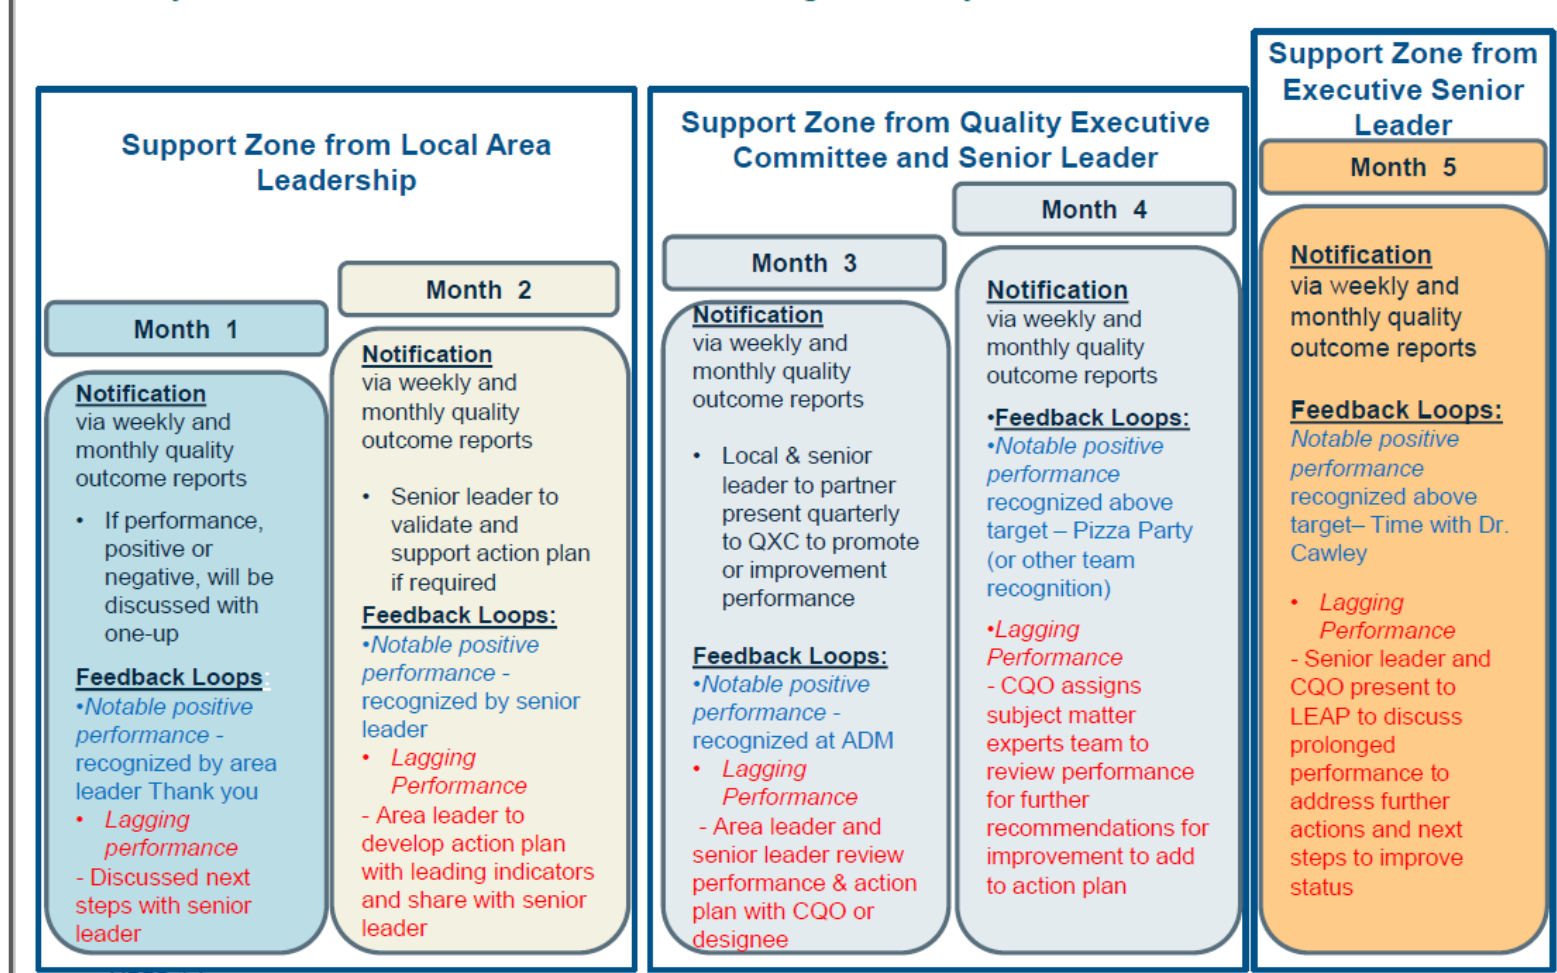 Support Zone from Local Area
Leadership
Month 1
Notification
via weekly and
monthly quality
outcome reports
• If performance,
positive or
negative, will be
discussed with
one-up
Feedback Loops:
•Notable positive
performance -
recognized by area
leader Thank you
• Lagging
performance
- Discussed next
steps with senior
leader
Month 2
Notification
via weekly and
monthly quality
outcome reports
• Senior leader to
validate and
support action plan
if required
Feedback Loops:
•Notable positive
performance -
recognized by senior
leader
• Lagging
Performance
- Area leader to
develop action plan
with leading indicators
and share with senior
leader
Support Zone from Quality Executive
Committee and Senior Leader
Month 3
Notification
via weekly and
monthly quality
outcome reports
• Local & senior
leader to partner
present quarterly
to QXC to promote
or improvement
performance
Feedback Loops:
•Notable positive
performance -
recognized at ADM
• Lagging
Performance
- Area leader and
senior leader review
performance & action
plan with CQO or
designee
Month 4
Notification
via weekly and
monthly quality
outcome reports
•Feedback Loops:
•Notable positive
performance
recognized above
target – Pizza Party
(or other team
recognition)
•Lagging
Performance
- CQO assigns
subject matter
experts team to
review performance
for further
recommendations for
improvement to add
to action plan
Support Zone from
Executive Senior
Leader
Month 5
Notification
via weekly and
monthly quality
outcome reports
Feedback Loops:
Notable positive
performance
recognized above
target– Time with Dr.
Cawley
• Lagging
Performance
- Senior leader and
CQO present to
LEAP to discuss
prolonged
performance to
address further
actions and next
steps to improve
status